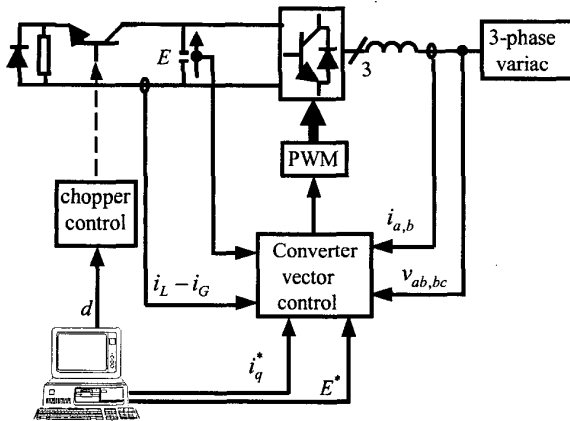 E
3
3-phase
variac
PWM
chopper
control
Converter
vector
control
i_{a,b}
v_{ab,bc}
i_L – i_G
d
i_q^*
E^*